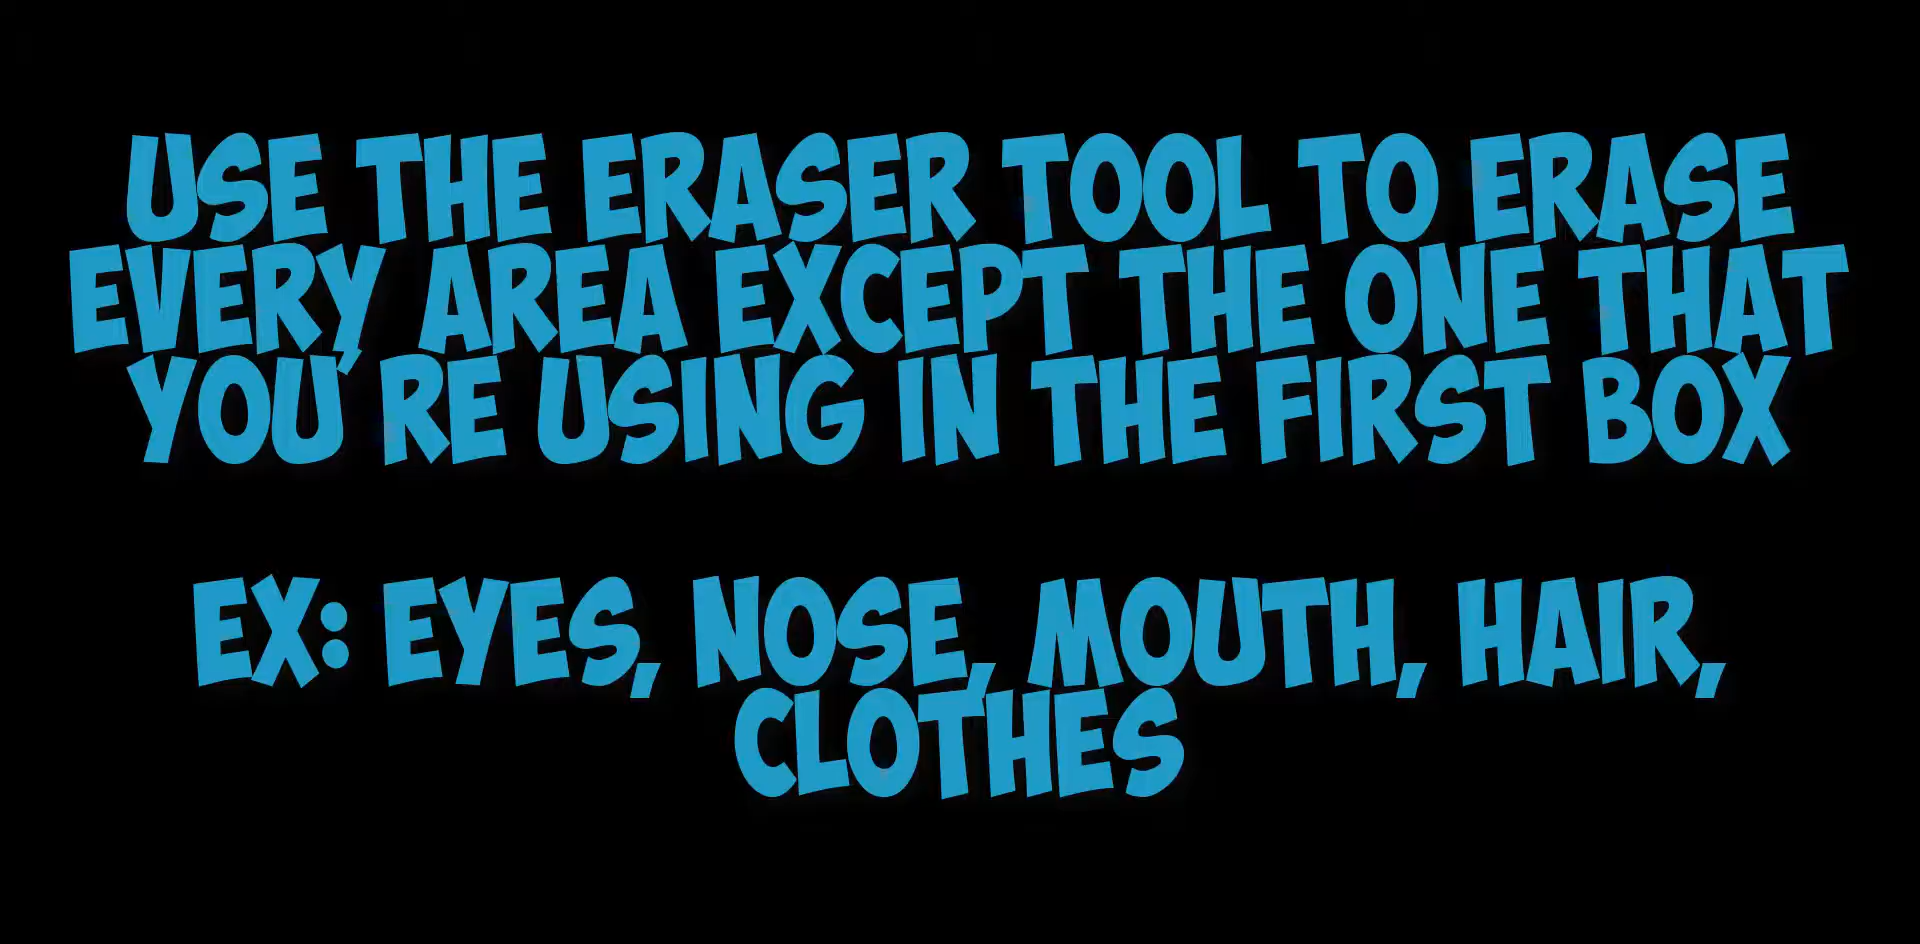 USE THE ERASER TOOL TO ERASE
EVERY AREA EXCEPT THE ONE THAT
YOU'RE USING IN THE FIRST BOX
EX: EYES, NOSE, MOUTH, HAIR,
CLOTHES